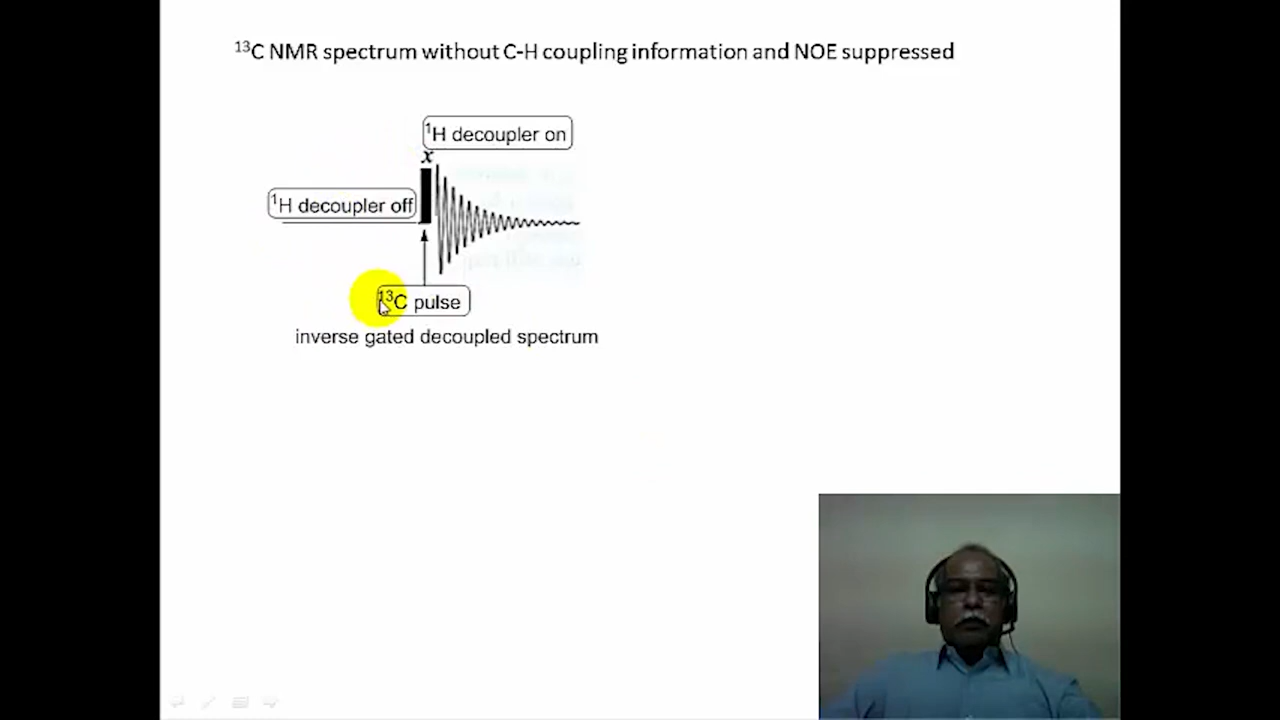 ¹³C NMR spectrum without C-H coupling information and NOE suppressed
¹H decoupler on
x
¹H decoupler off
¹³C pulse
inverse gated decoupled spectrum